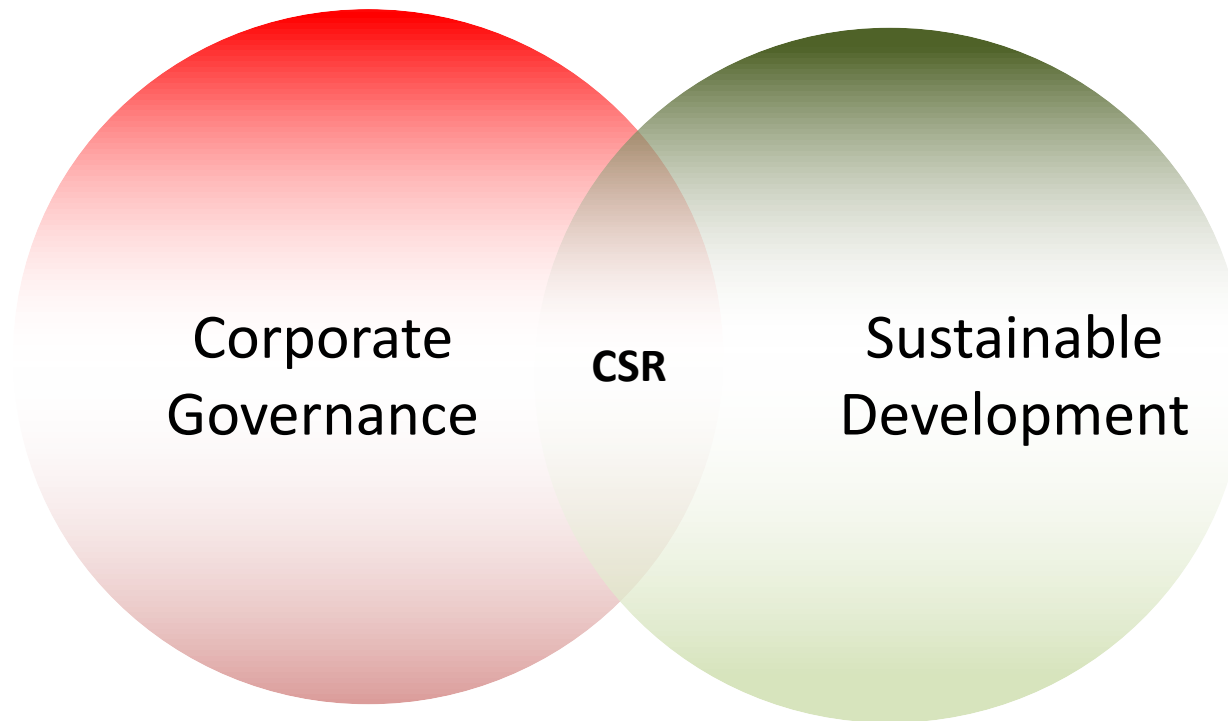 Corporate
Governance
CSR
Sustainable
Development